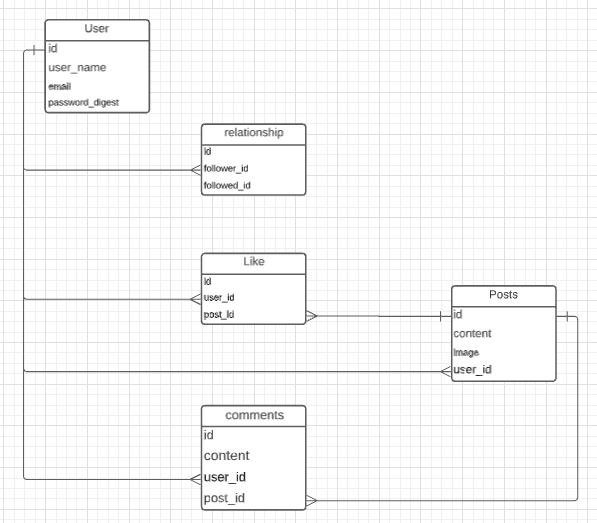 User
id
user_name
email
password_digest
relationship
id
follower_id
followed_id
Like
id
user_id
post_id
Posts
id
content
image
user_id
comments
id
content
user_id
post_id